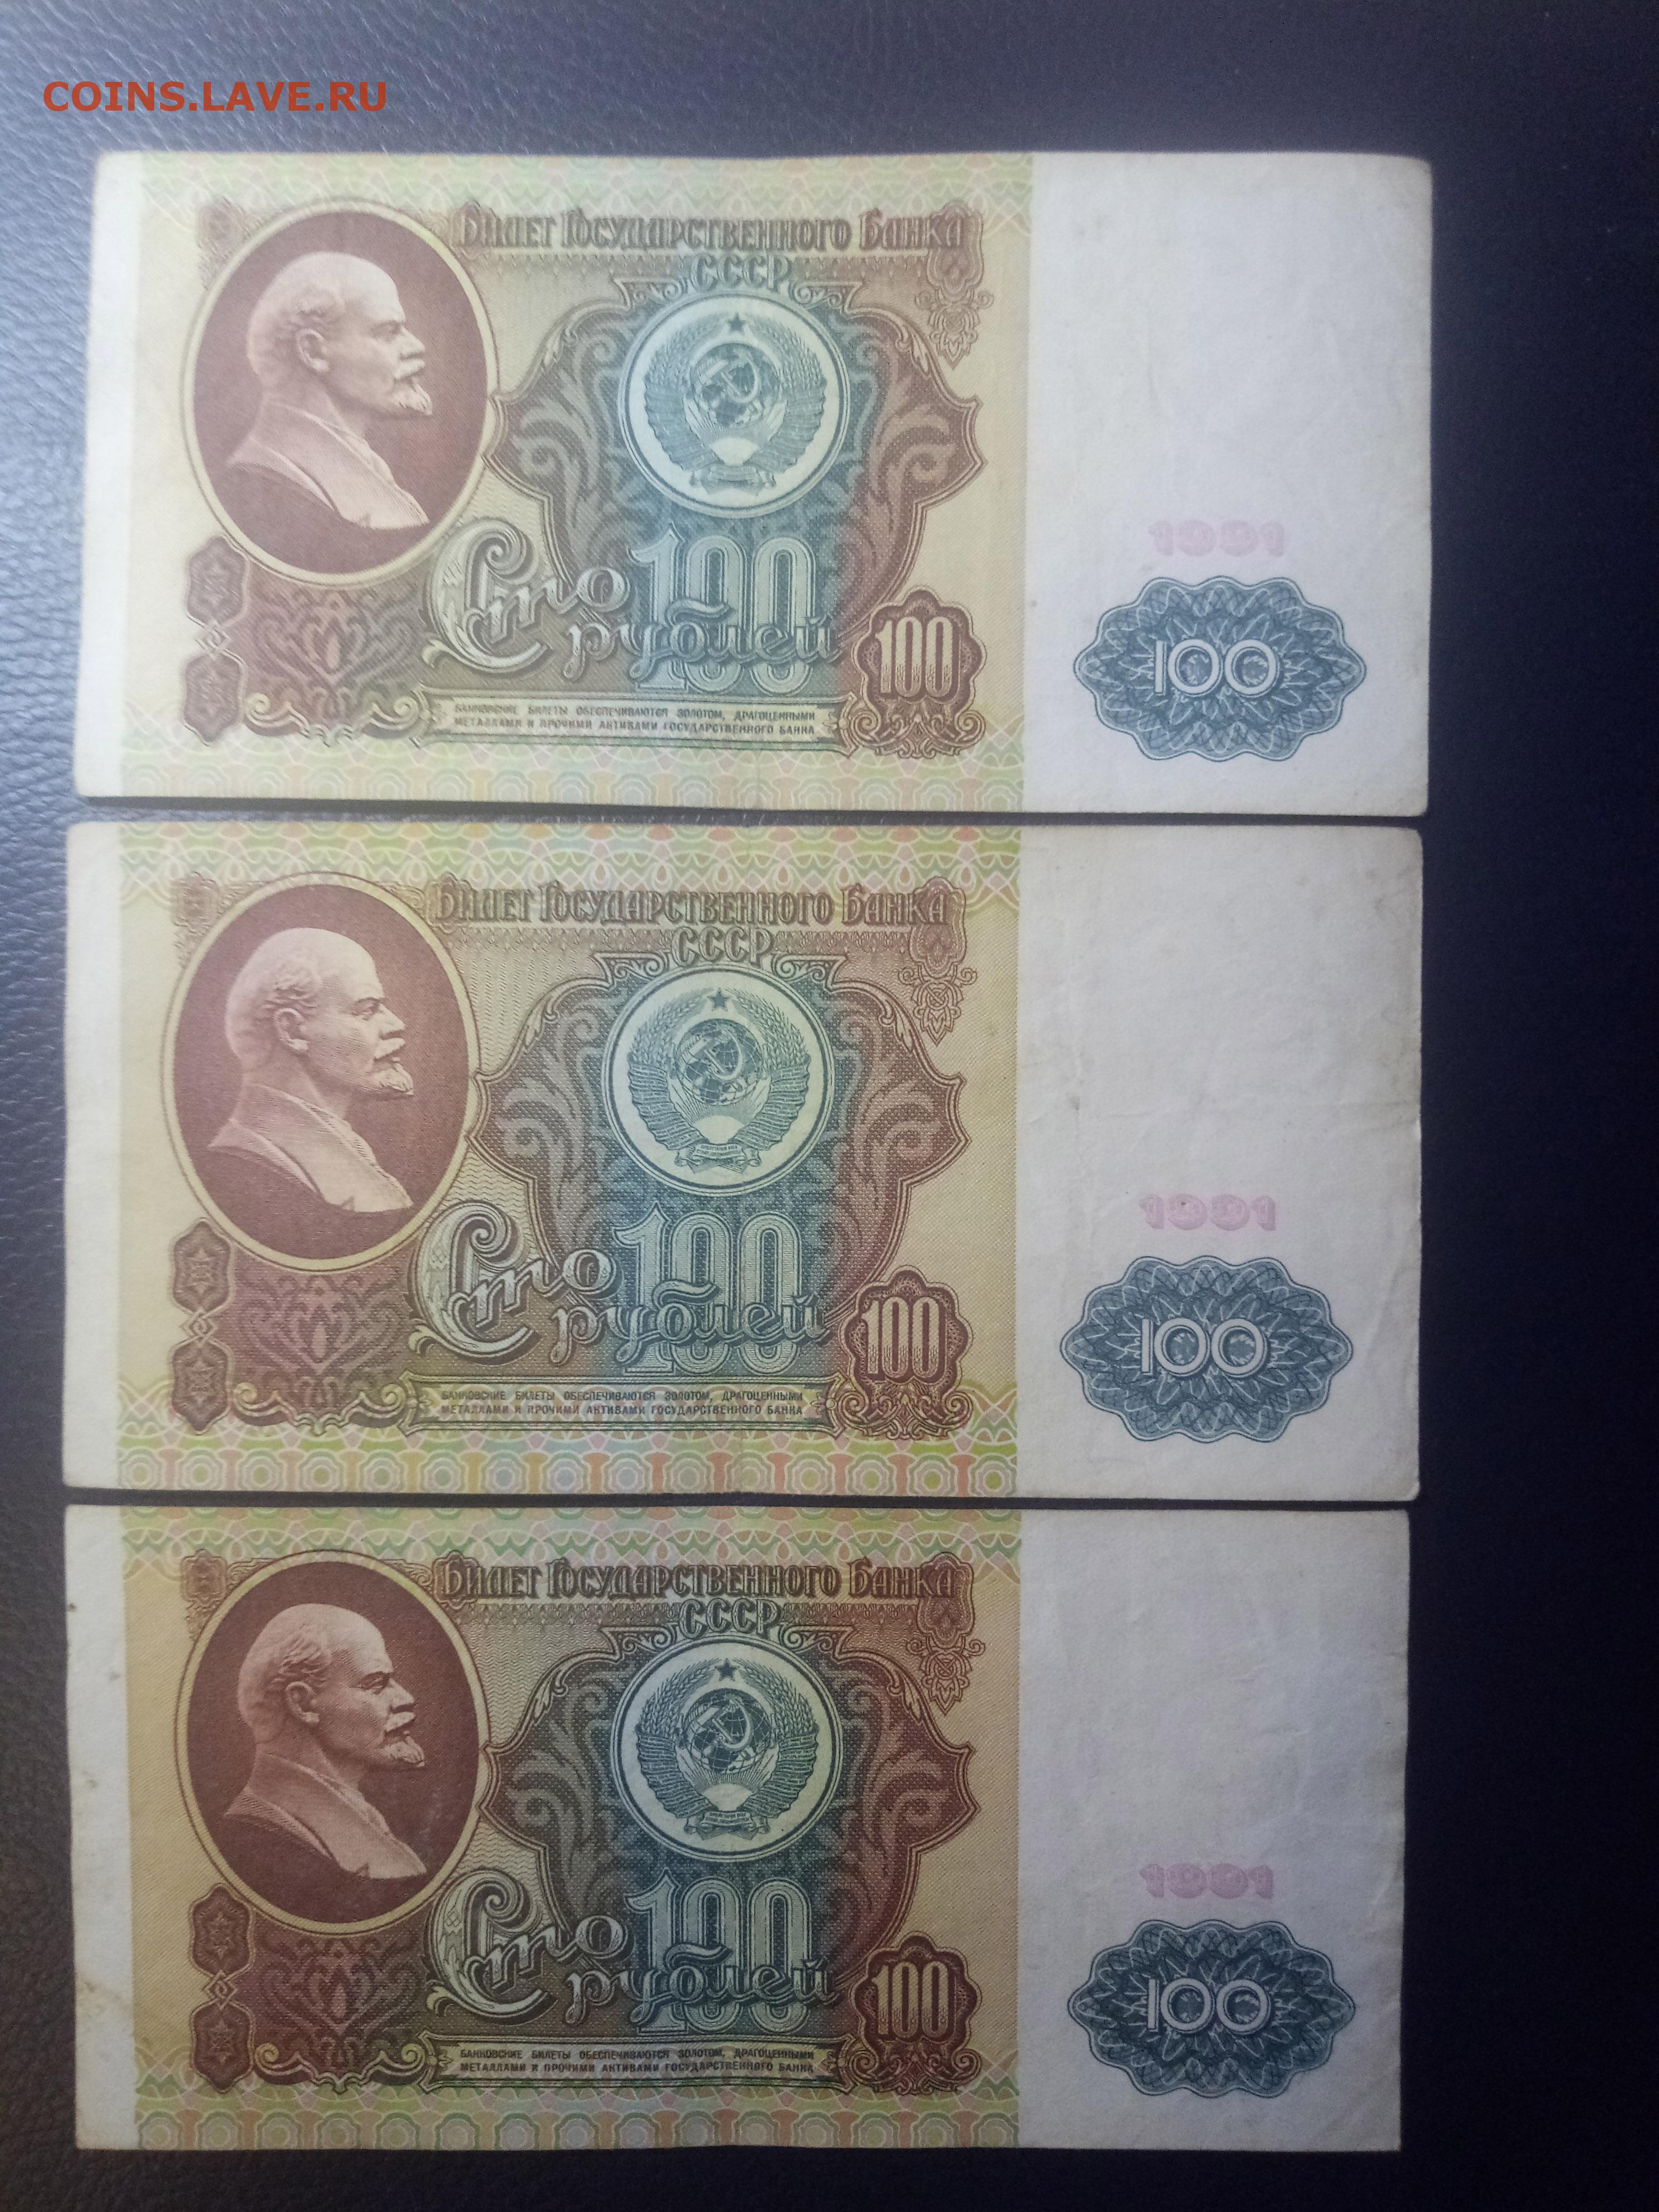 COINS.LAVE.RU
Билет Государственного Банка
СССР
1991
Сто 100
рублей
100
100
БАНКОВСКИЕ БИЛЕТЫ ОБЕСПЕЧИВАЮТСЯ ЗОЛОТОМ, ДРАГОЦЕННЫМИ
МЕТАЛЛАМИ И ПРОЧИМИ АКТИВАМИ ГОСУДАРСТВЕННОГО БАНКА
Билет Государственного Банка
СССР
1991
Сто 100
рублей
100
100
БАНКОВСКИЕ БИЛЕТЫ ОБЕСПЕЧИВАЮТСЯ ЗОЛОТОМ, ДРАГОЦЕННЫМИ
МЕТАЛЛАМИ И ПРОЧИМИ АКТИВАМИ ГОСУДАРСТВЕННОГО БАНКА
Билет Государственного Банка
СССР
1991
Сто 100
рублей
100
100
БАНКОВСКИЕ БИЛЕТЫ ОБЕСПЕЧИВАЮТСЯ ЗОЛОТОМ, ДРАГОЦЕННЫМИ
МЕТАЛЛАМИ И ПРОЧИМИ АКТИВАМИ ГОСУДАРСТВЕННОГО БАНКА